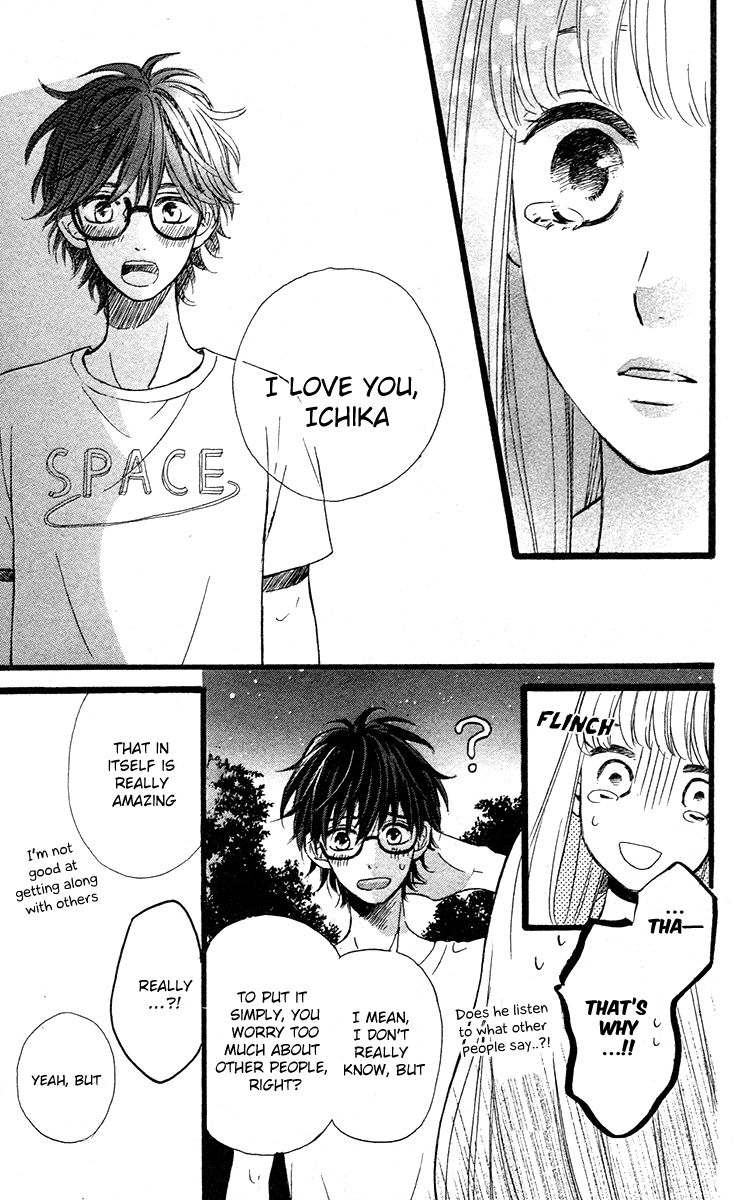 I LOVE YOU,
ICHIKA
SPACE
FLINCH
...
THA—
THAT'S
WHY
...!!
Does he listen
to what other
people say..?!
I MEAN,
I DON'T
REALLY
KNOW, BUT
TO PUT IT
SIMPLY, YOU
WORRY TOO
MUCH ABOUT
OTHER PEOPLE,
RIGHT?
?
THAT IN
ITSELF IS
REALLY
AMAZING
I'm not
good at
getting along
with others
REALLY
...?!
YEAH, BUT